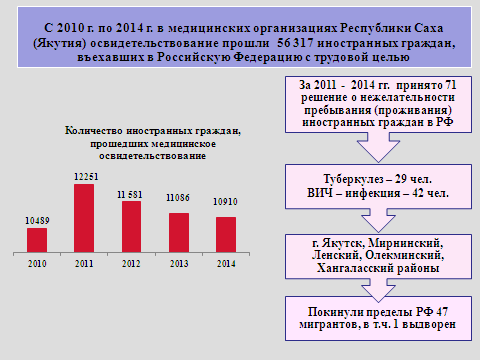 С 2010 г. по 2014 г. в медицинских организациях Республики Саха
(Якутия) освидетельствование прошли 56 317 иностранных граждан,
въехавших в Российскую Федерацию с трудовой целью
Количество иностранных граждан,
прошедших медицинское
освидетельствование
10489
12251
11 581
11086
10910
2010
2011
2012
2013
2014
За 2011 - 2014 гг. принято 71
решение о нежелательности
пребывания (проживания)
иностранных граждан в РФ
Туберкулез – 29 чел.
ВИЧ – инфекция – 42 чел.
г. Якутск, Мирнинский,
Ленский, Олекминский,
Хангаласский районы
Покинули пределы РФ 47
мигрантов, в т.ч. 1 выдворен